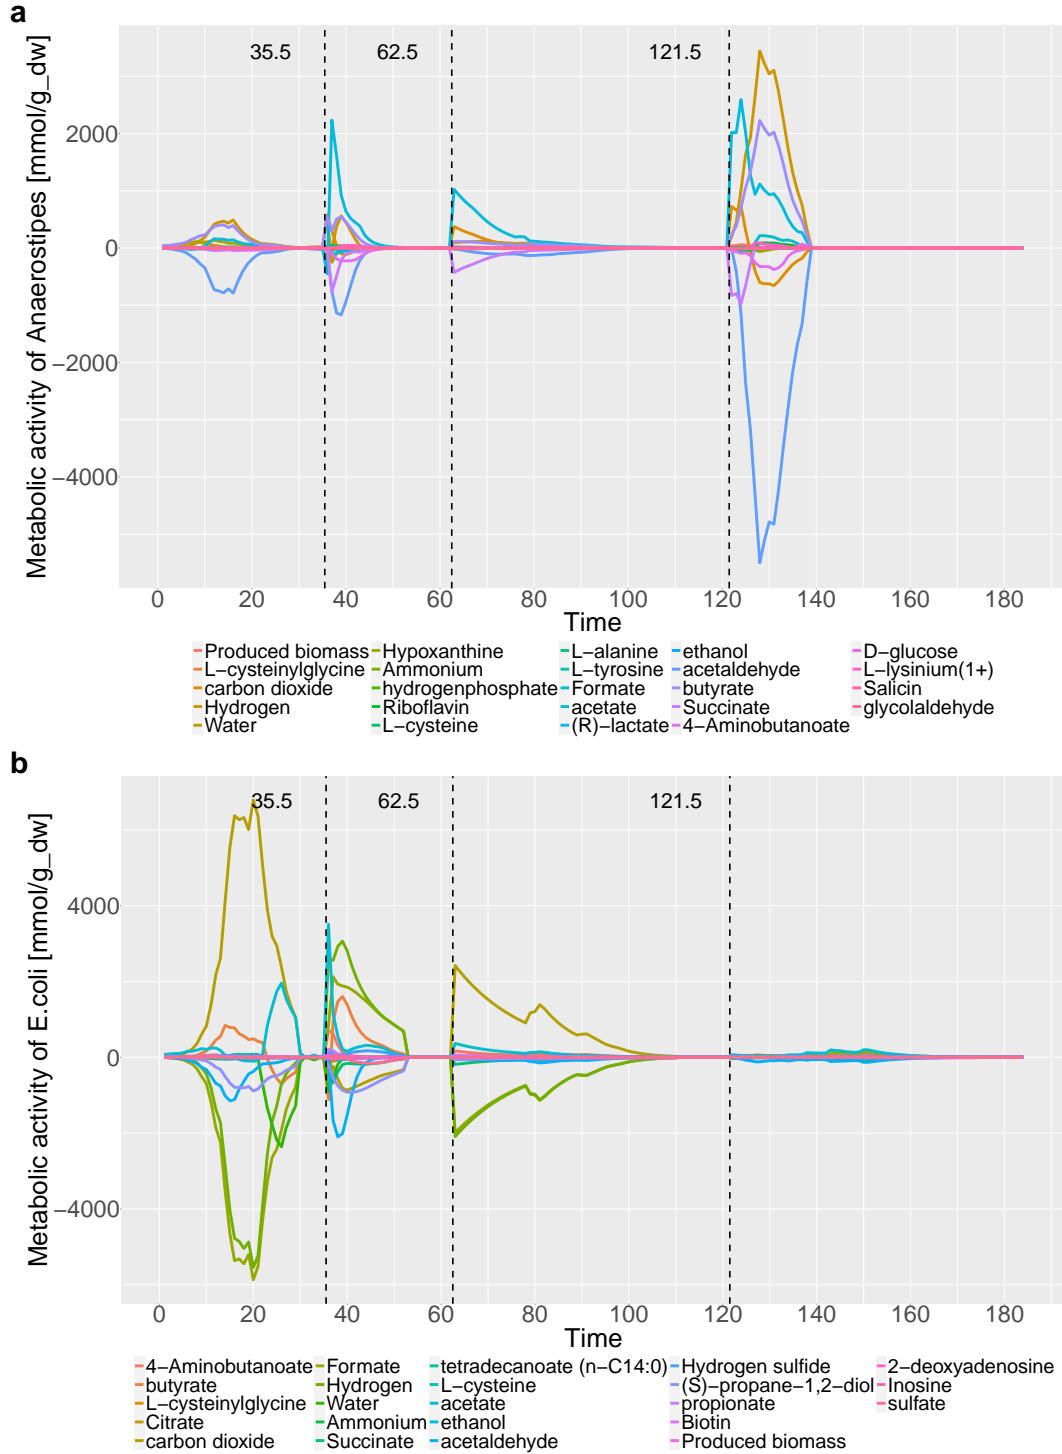 a
Metabolic activity of Anaerostipes [mmol/g_dw]
35.5 62.5 121.5
2000
0
−2000
−4000
0 20 40 60 80 100 120 140 160 180
Time
Produced biomass Hypoxanthine L−alanine ethanol D−glucose
L−cysteinylglycine Ammonium L−tyrosine acetaldehyde L−lysinium(1+)
carbon dioxide hydrogenphosphate Formate butyrate Salicin
Hydrogen Riboflavin acetate Succinate glycolaldehyde
Water L−cysteine (R)−lactate 4−Aminobutanoate
b
Metabolic activity of E.coli [mmol/g_dw]
35.5 62.5 121.5
4000
0
−4000
0 20 40 60 80 100 120 140 160 180
Time
4−Aminobutanoate Formate tetradecanoate (n−C14:0) Hydrogen sulfide 2−deoxyadenosine
butyrate Hydrogen L−cysteine (S)−propane−1,2−diol Inosine
L−cysteinylglycine Water acetate propionate sulfate
Citrate Ammonium ethanol Biotin
carbon dioxide Succinate acetaldehyde Produced biomass